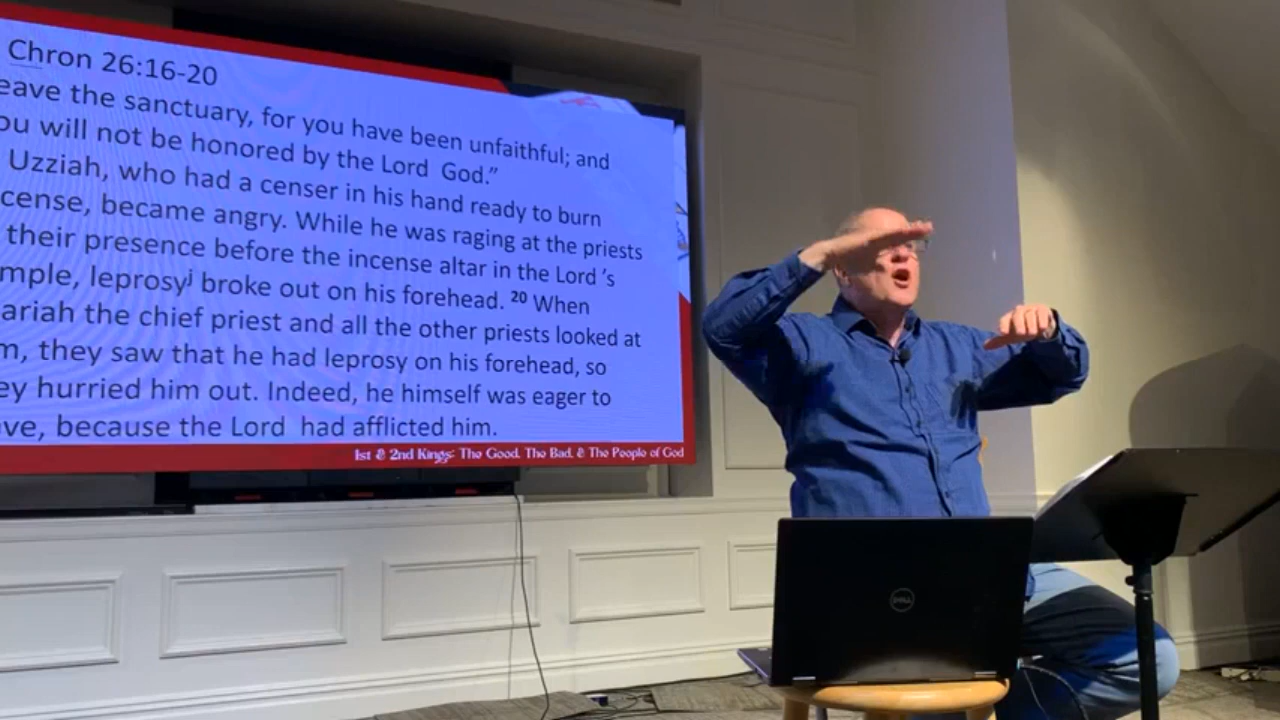 Chron 26:16-20
eave the sanctuary, for you have been unfaithful; and
ou will not be honored by the Lord God.”
Uzziah, who had a censer in his hand ready to burn
cense, became angry. While he was raging at the priests
their presence before the incense altar in the Lord ’s
mple, leprosyj broke out on his forehead. 20 When
ariah the chief priest and all the other priests looked at
m, they saw that he had leprosy on his forehead, so
ey hurried him out. Indeed, he himself was eager to
ave, because the Lord had afflicted him.
1st & 2nd Kings: The Good, The Bad, & The People of God
DELL